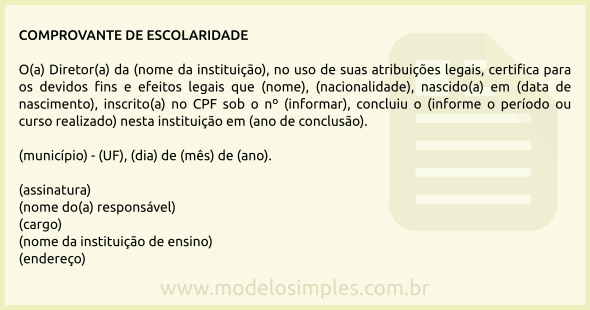 COMPROVANTE DE ESCOLARIDADE
O(a) Diretor(a) da (nome da instituição), no uso de suas atribuições legais, certifica para
os devidos fins e efeitos legais que (nome), (nacionalidade), nascido(a) em (data de
nascimento), inscrito(a) no CPF sob o nº (informar), concluiu o (informe o período ou
curso realizado) nesta instituição em (ano de conclusão).
(município) - (UF), (dia) de (mês) de (ano).
(assinatura)
(nome do(a) responsável)
(cargo)
(nome da instituição de ensino)
(endereço)
www.modelosimples.com.br